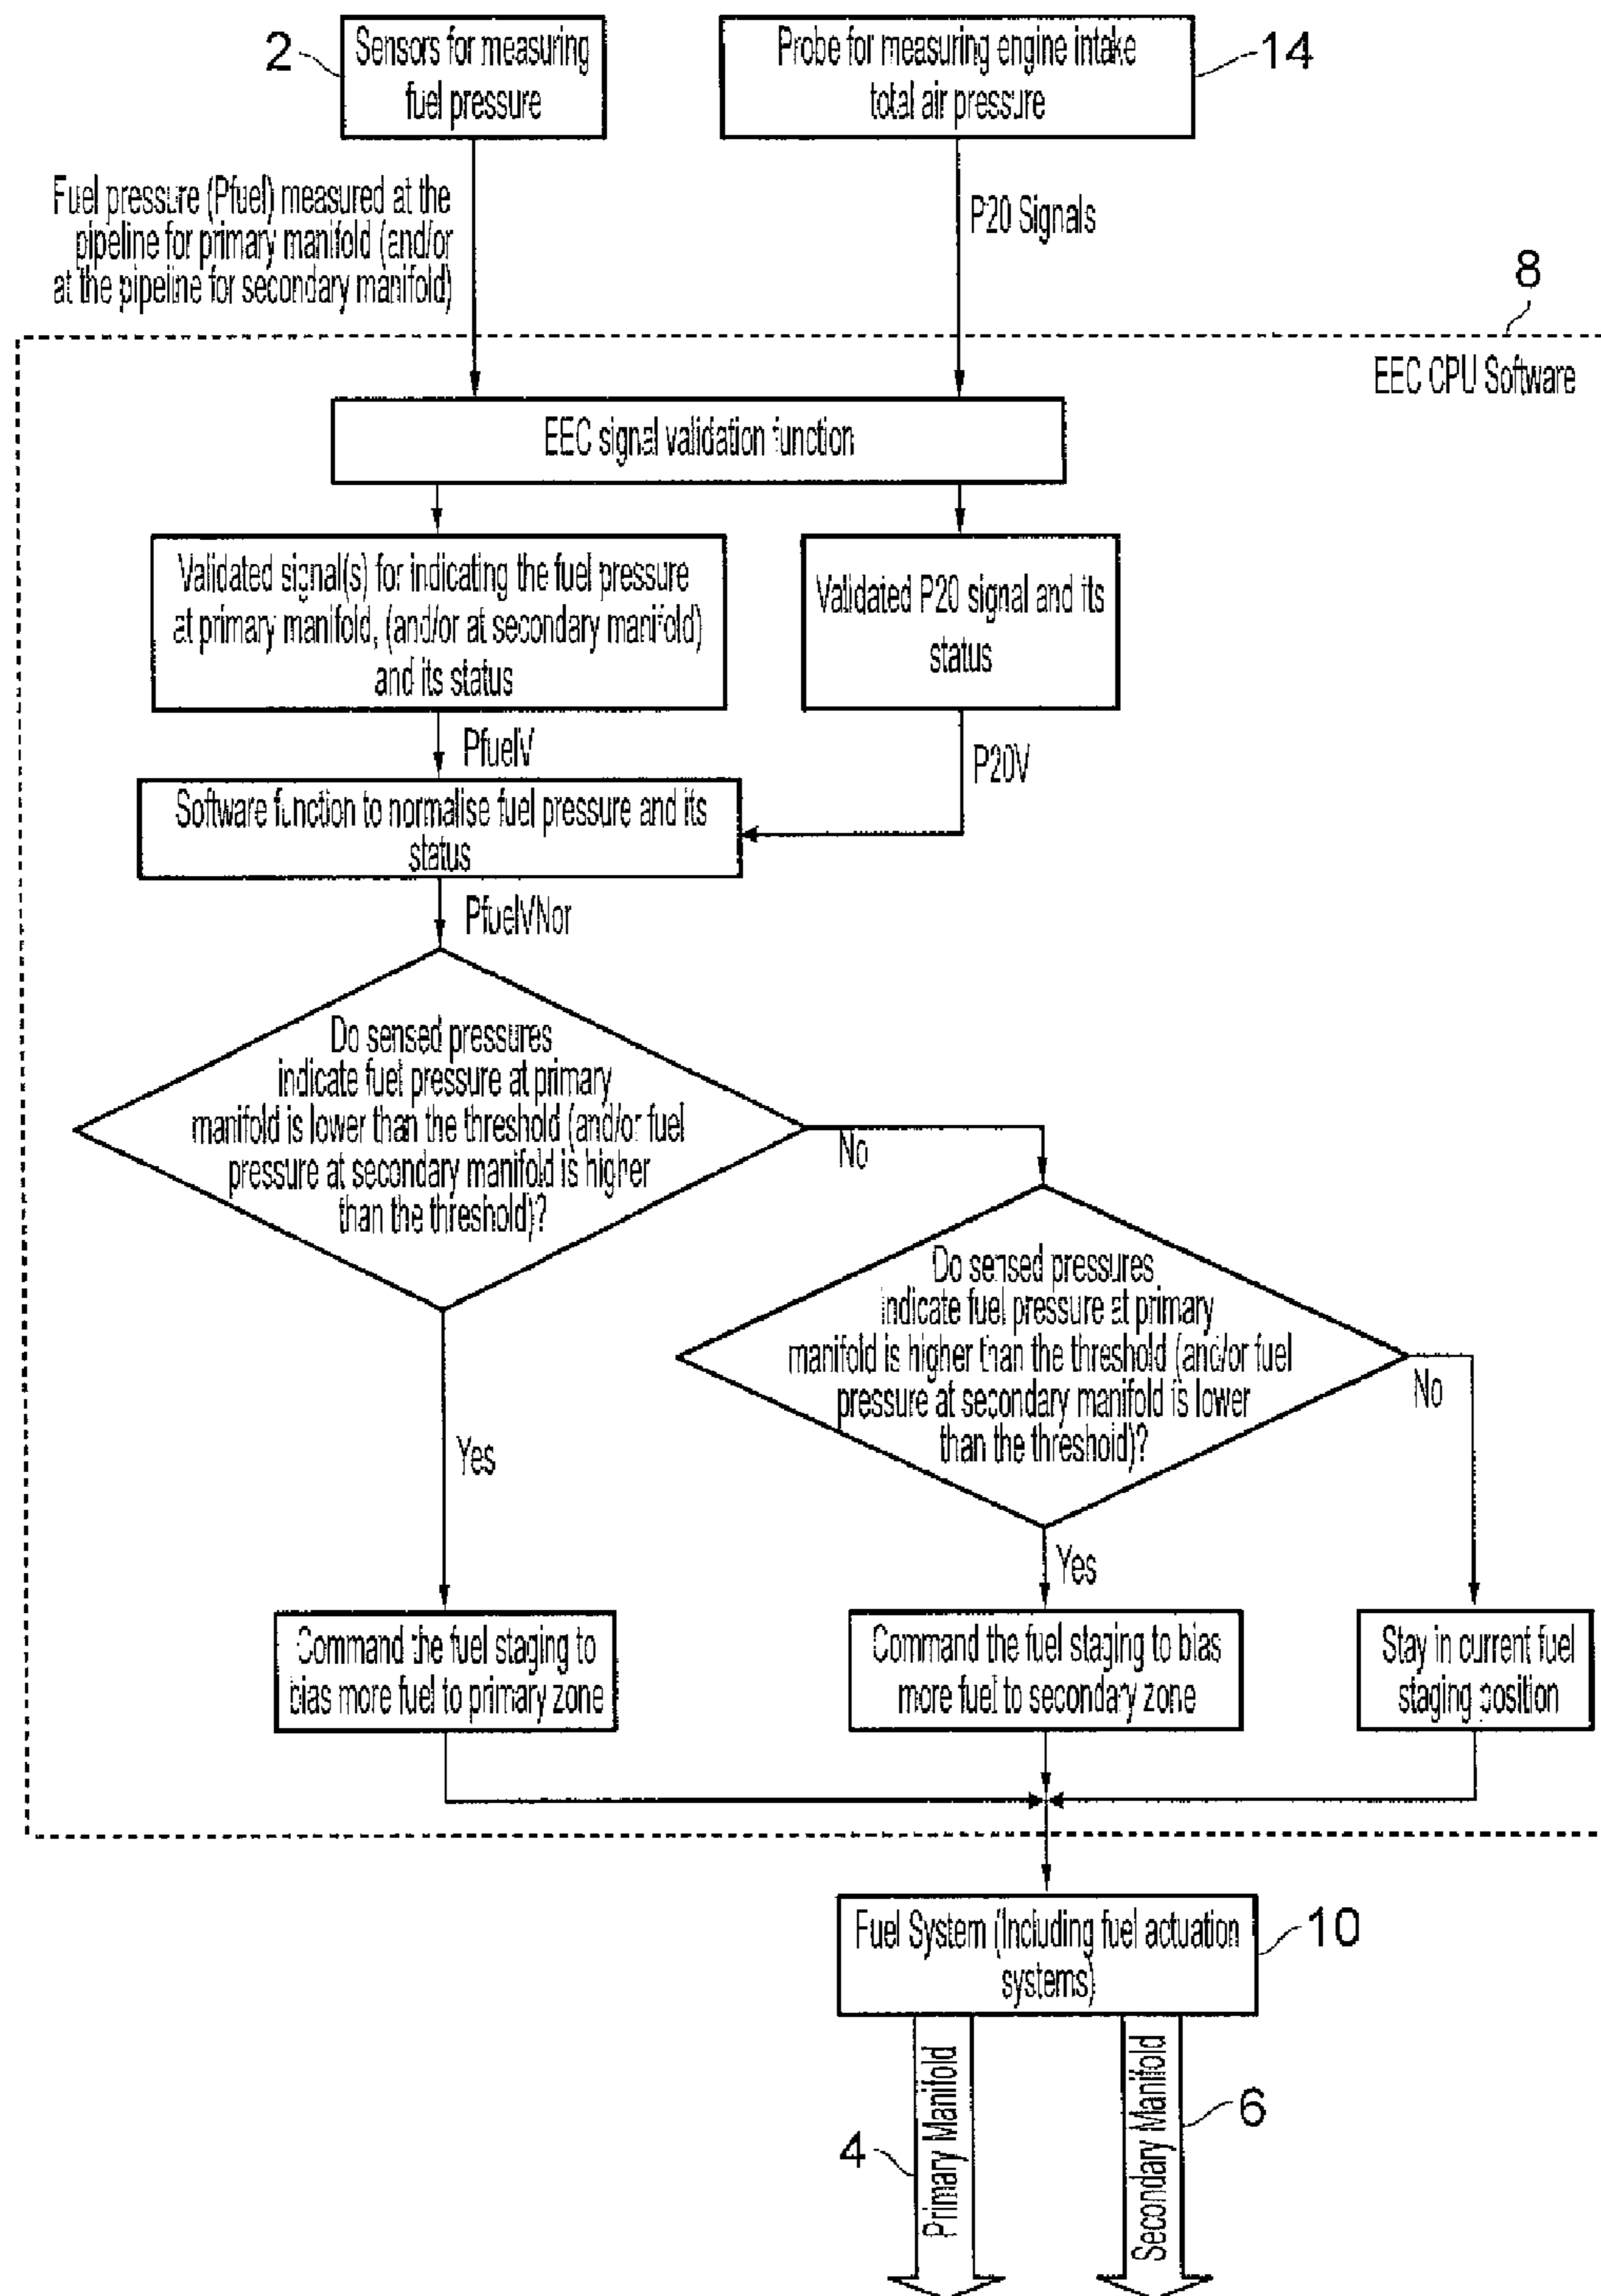 2
Sensors for measuring
fuel pressure
Probe for measuring engine intake
total air pressure
14
Fuel pressure (Pfuel) measured at the
pipeline for primary manifold (and/or
at the pipeline for secondary manifold)
P20 Signals
8
EEC CPU Software
EEC signal validation function
Validated signal(s) for indicating the fuel pressure
at primary manifold, (and/or at secondary manifold)
and its status
Validated P20 signal and its
status
PfuelV
P20V
Software function to normalise fuel pressure and its
status
PfuelVNor
Do sensed pressures
indicate fuel pressure at primary
manifold is lower than the threshold (and/or fuel
pressure at secondary manifold is higher
than the threshold)?
No
Do sensed pressures
indicate fuel pressure at primary
manifold is higher than the threshold (and/or fuel
pressure at secondary manifold is lower
than the threshold)?
No
Yes
Yes
Command the fuel staging to
bias more fuel to primary zone
Command the fuel staging to bias
more fuel to secondary zone
Stay in current fuel
staging position
Fuel System (Including fuel actuation
systems)
10
Primary Manifold
Secondary Manifold
4
6